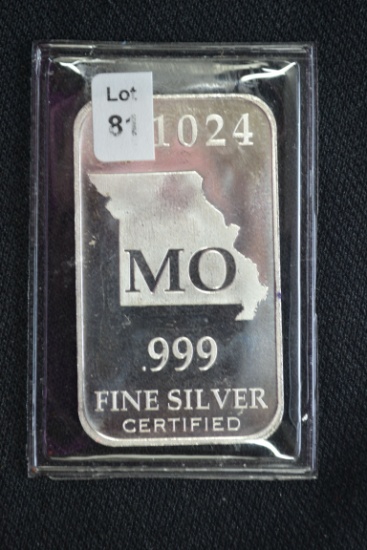 Lot
81
1024
MO
.999
FINE SILVER
CERTIFIED